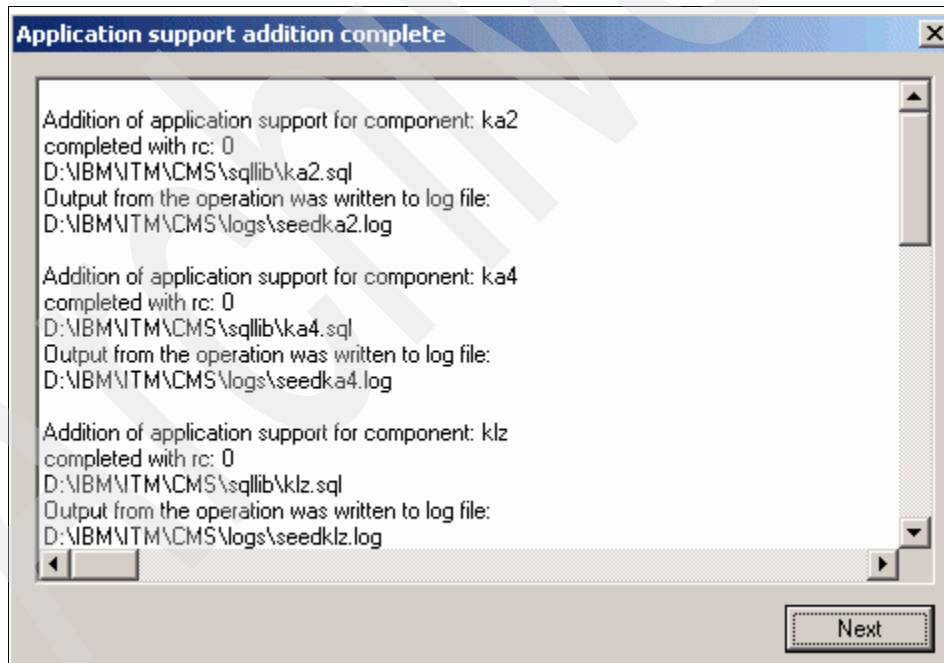 Application support addition complete
Addition of application support for component: ka2
completed with rc: 0
D:\IBM\ITM\CMS\sqllib\ka2.sql
Output from the operation was written to log file:
D:\IBM\ITM\CMS\logs\seedka2.log
Addition of application support for component: ka4
completed with rc: 0
D:\IBM\ITM\CMS\sqllib\ka4.sql
Output from the operation was written to log file:
D:\IBM\ITM\CMS\logs\seedka4.log
Addition of application support for component: klz
completed with rc: 0
D:\IBM\ITM\CMS\sqllib\klz.sql
Output from the operation was written to log file:
D:\IBM\ITM\CMS\logs\seedklz.log
Next